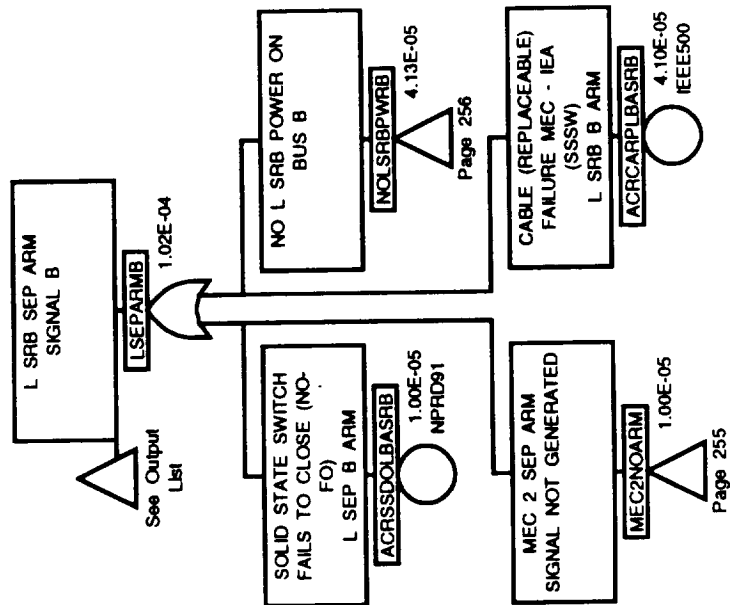 L SRB SEP ARM
SIGNAL B
LSEPARMB
1.02E-04
See Output
List
SOLID STATE SWITCH
FAILS TO CLOSE (NO-
FO)
L SEP B ARM
ACRSSDOLBASRB
1.00E-05
NPRD91
NO L SRB POWER ON
BUS B
NOLSRBPWRB
4.13E-05
Page 256
MEC 2 SEP ARM
SIGNAL NOT GENERATED
MEC2NOARM
1.00E-05
Page 255
CABLE (REPLACEABLE)
FAILURE MEC - IEA
(SSSW)
L SRB B ARM
ACRCARPLBASRB
4.10E-05
IEEE500